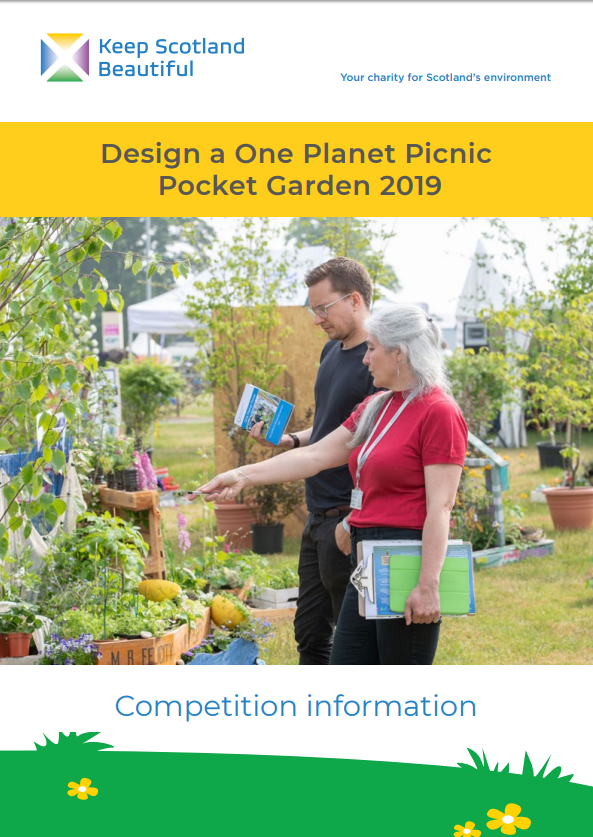 Keep Scotland
Beautiful
Your charity for Scotland's environment
Design a One Planet Picnic
Pocket Garden 2019
Competition information